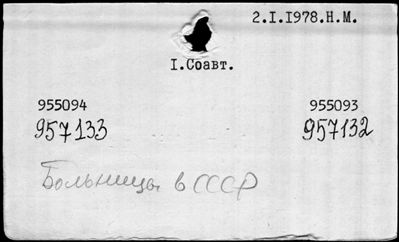 2.I.1978.Н.М.
I.Соавт.
955094 955093
957133 957132
Больницы в СССР